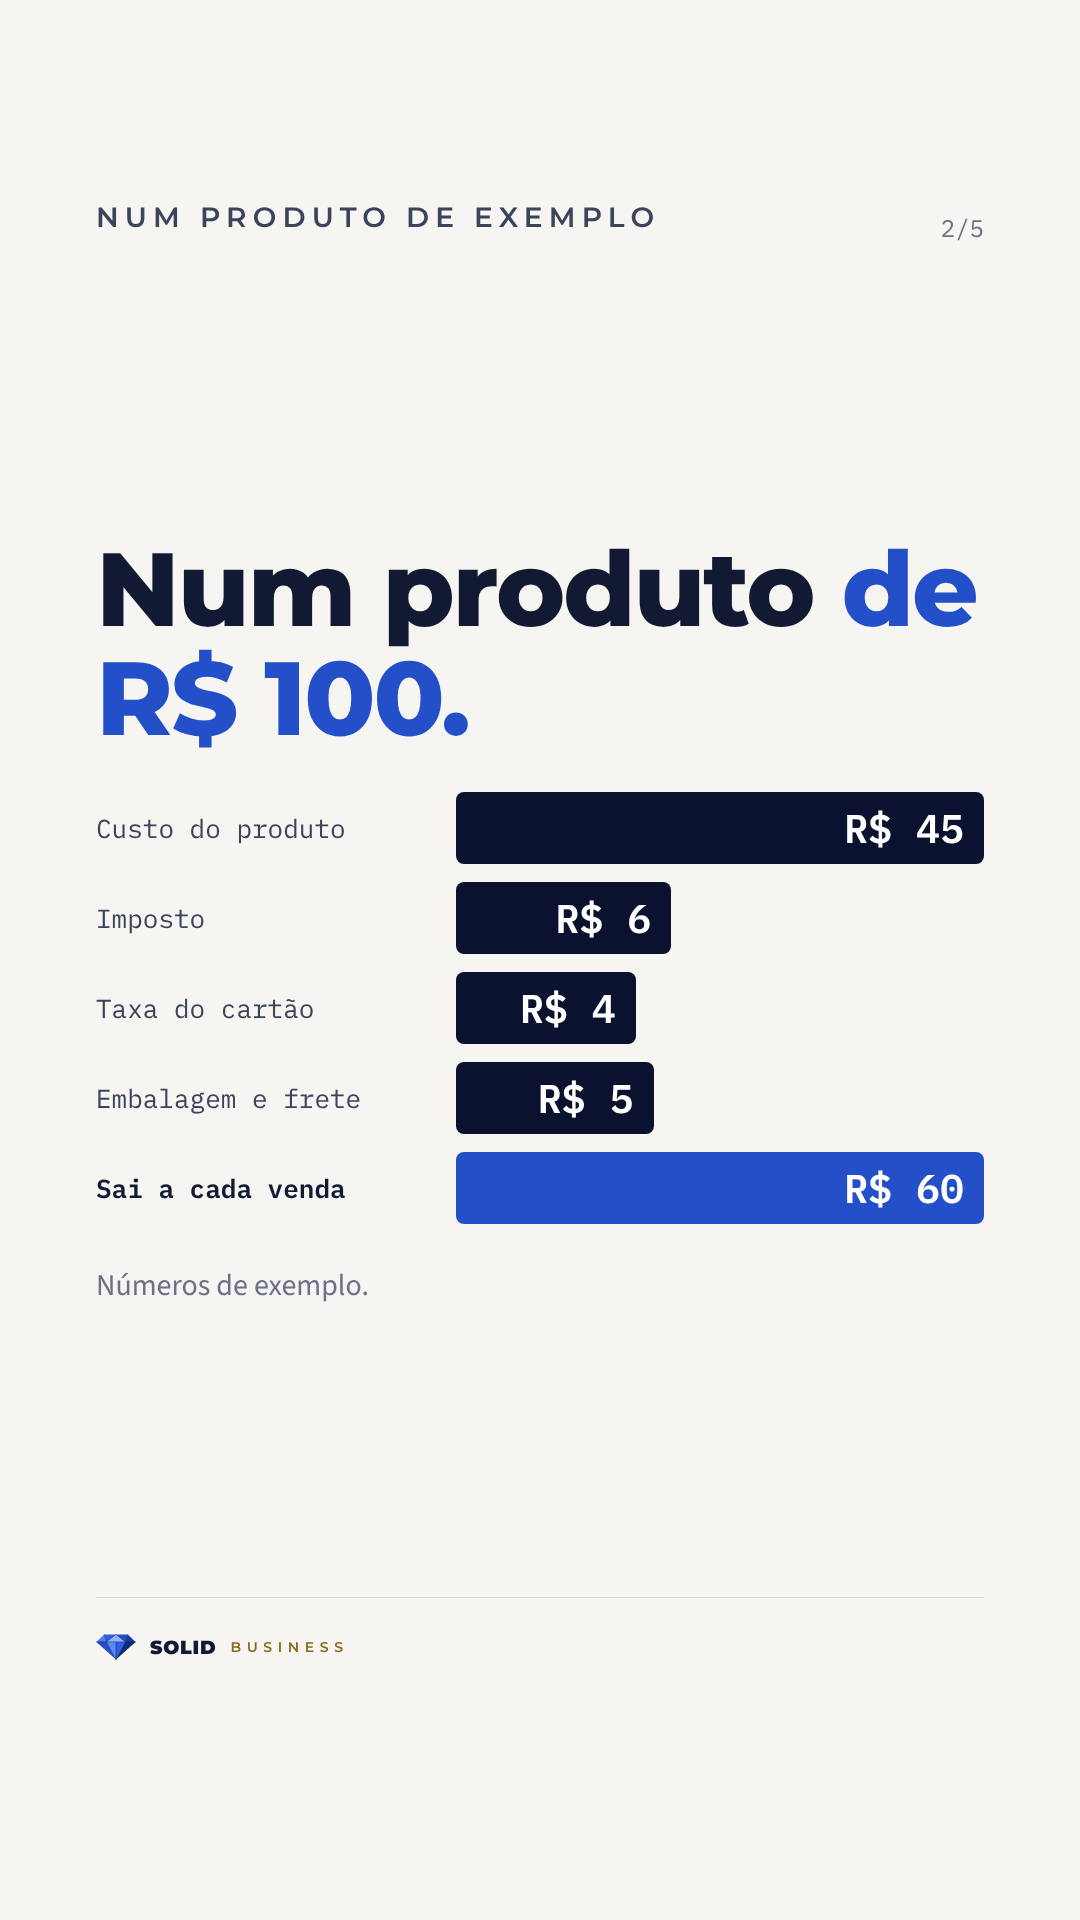 NUM PRODUTO DE EXEMPLO
2/5
Num produto de
R$ 100.
Custo do produto R$ 45
Imposto R$ 6
Taxa do cartão R$ 4
Embalagem e frete R$ 5
Sai a cada venda R$ 60
Números de exemplo.
SOLID BUSINESS